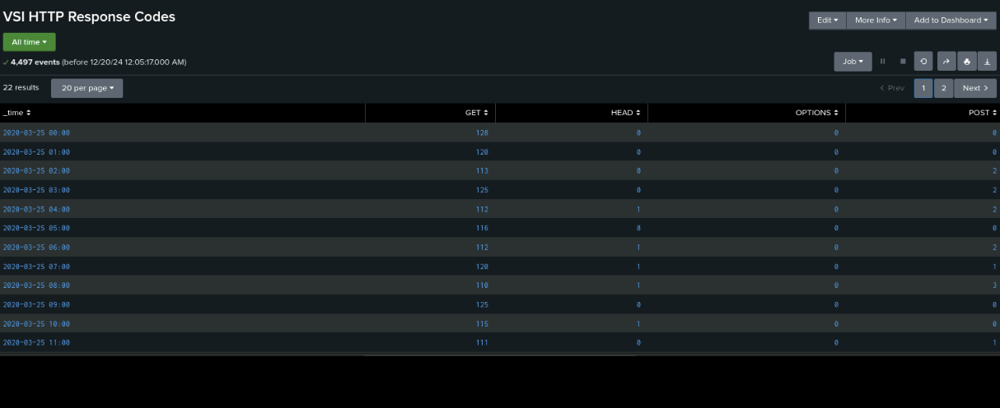 VSI HTTP Response Codes
Edit More Info Add to Dashboard
All time
4,497 events (before 12/20/24 12:05:17.000 AM)
Job
22 results 20 per page Prev 1 2 Next
_time GET HEAD OPTIONS POST
2020-03-25 00:00 128 0 0 0
2020-03-25 01:00 120 0 0 0
2020-03-25 02:00 113 0 0 2
2020-03-25 03:00 125 0 0 2
2020-03-25 04:00 112 1 0 2
2020-03-25 05:00 116 8 0 0
2020-03-25 06:00 112 1 0 2
2020-03-25 07:00 120 1 0 1
2020-03-25 08:00 110 1 0 3
2020-03-25 09:00 125 0 0 0
2020-03-25 10:00 115 1 0 0
2020-03-25 11:00 111 0 0 1